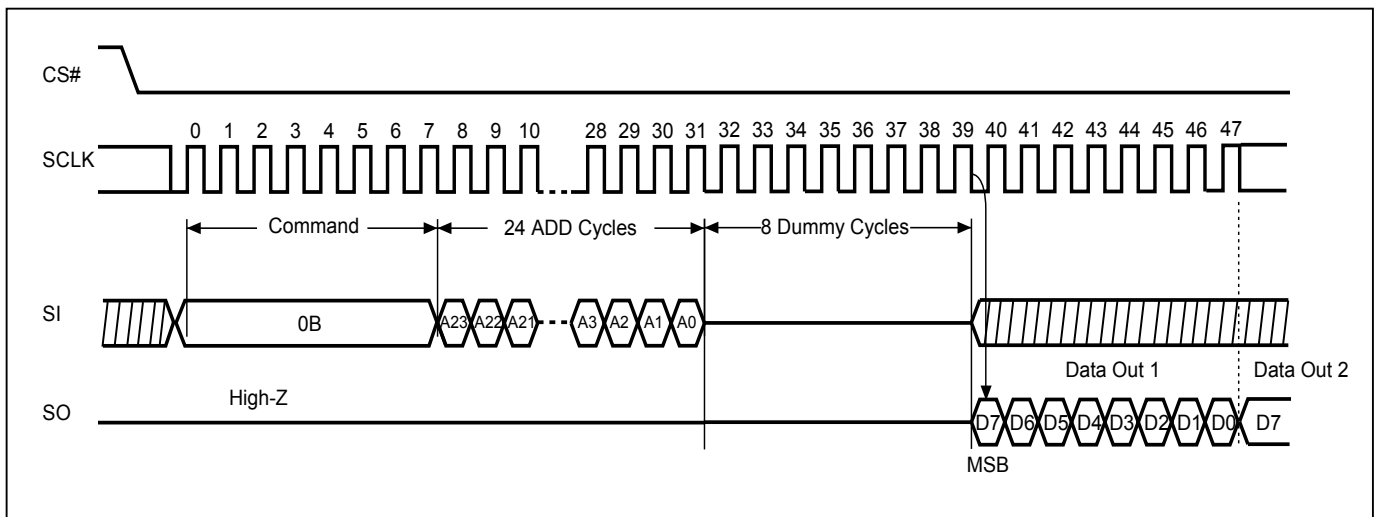 CS#
0 1 2 3 4 5 6 7 8 9 10 28 29 30 31 32 33 34 35 36 37 38 39 40 41 42 43 44 45 46 47
SCLK
Command 24 ADD Cycles 8 Dummy Cycles
SI 0B A23 A22 A21 A3 A2 A1 A0
Data Out 1 Data Out 2
High-Z
SO D7 D6 D5 D4 D3 D2 D1 D0 D7
MSB